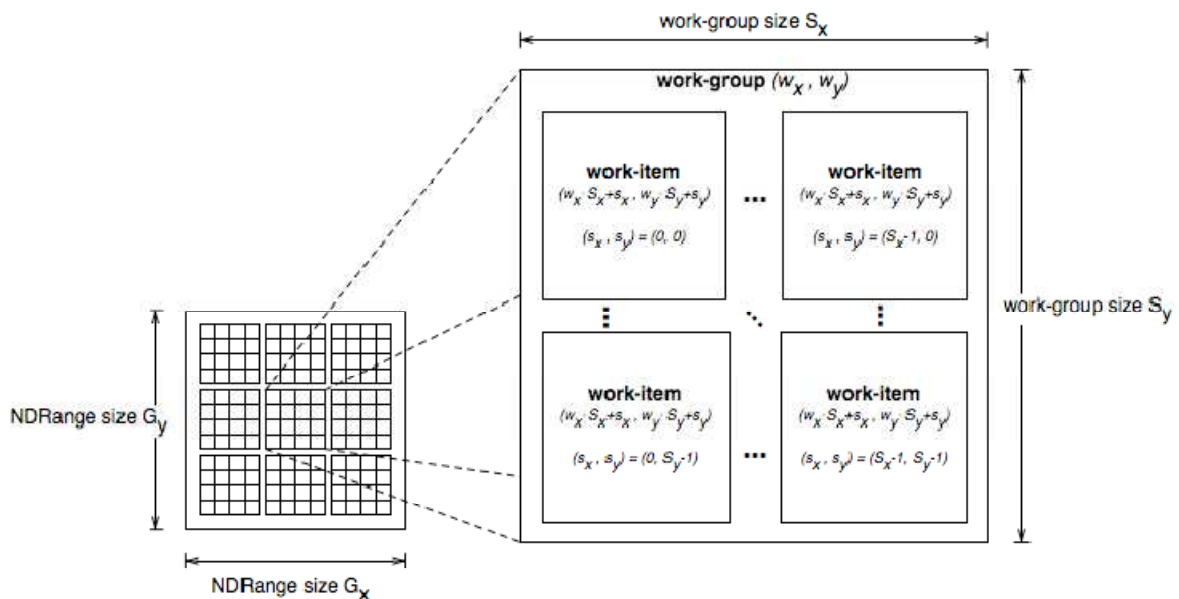 work-group size Sx
work-group (wx , wy)
work-item
(wx·Sx+sx , wy·Sy+sy)
(sx , sy) = (0, 0)
...
work-item
(wx·Sx+sx , wy·Sy+sy)
(sx , sy) = (Sx-1, 0)
work-group size Sy
work-item
(wx·Sx+sx , wy·Sy+sy)
(sx , sy) = (0, Sy-1)
...
work-item
(wx·Sx+sx , wy·Sy+sy)
(sx , sy) = (Sx-1, Sy-1)
NDRange size Gy
NDRange size Gx